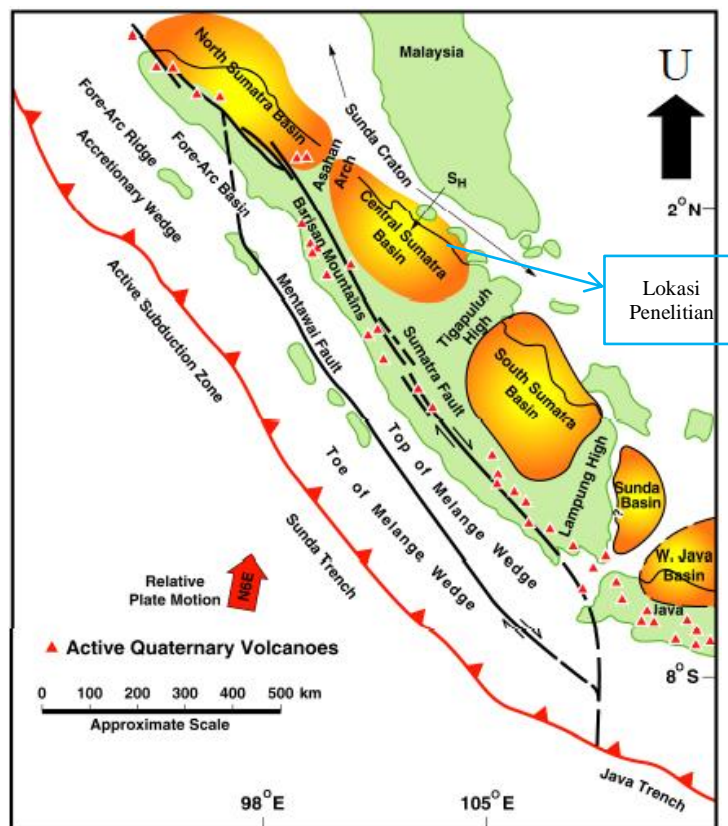 North Sumatra Basin
Malaysia
U
Sunda Craton
Fore-Arc Ridge
Accretionary Wedge
Fore-Arc Basin
Asahan
Arch
S_H
2°N
Central Sumatra
Basin
Lokasi
Penelitian
Barisan Mountains
Active Subduction Zone
Mentawai Fault
Tigapuluh
High
Sumatra Fault
South Sumatra
Basin
Top of Melange Wedge
Toe of Melange Wedge
Lampung High
Sunda
Basin
Sunda Trench
W. Java
Basin
Relative
Plate Motion
N6E
Java
Active Quaternary Volcanoes
8°S
0 100 200 300 400 500 km
Approximate Scale
Java Trench
98°E
105°E